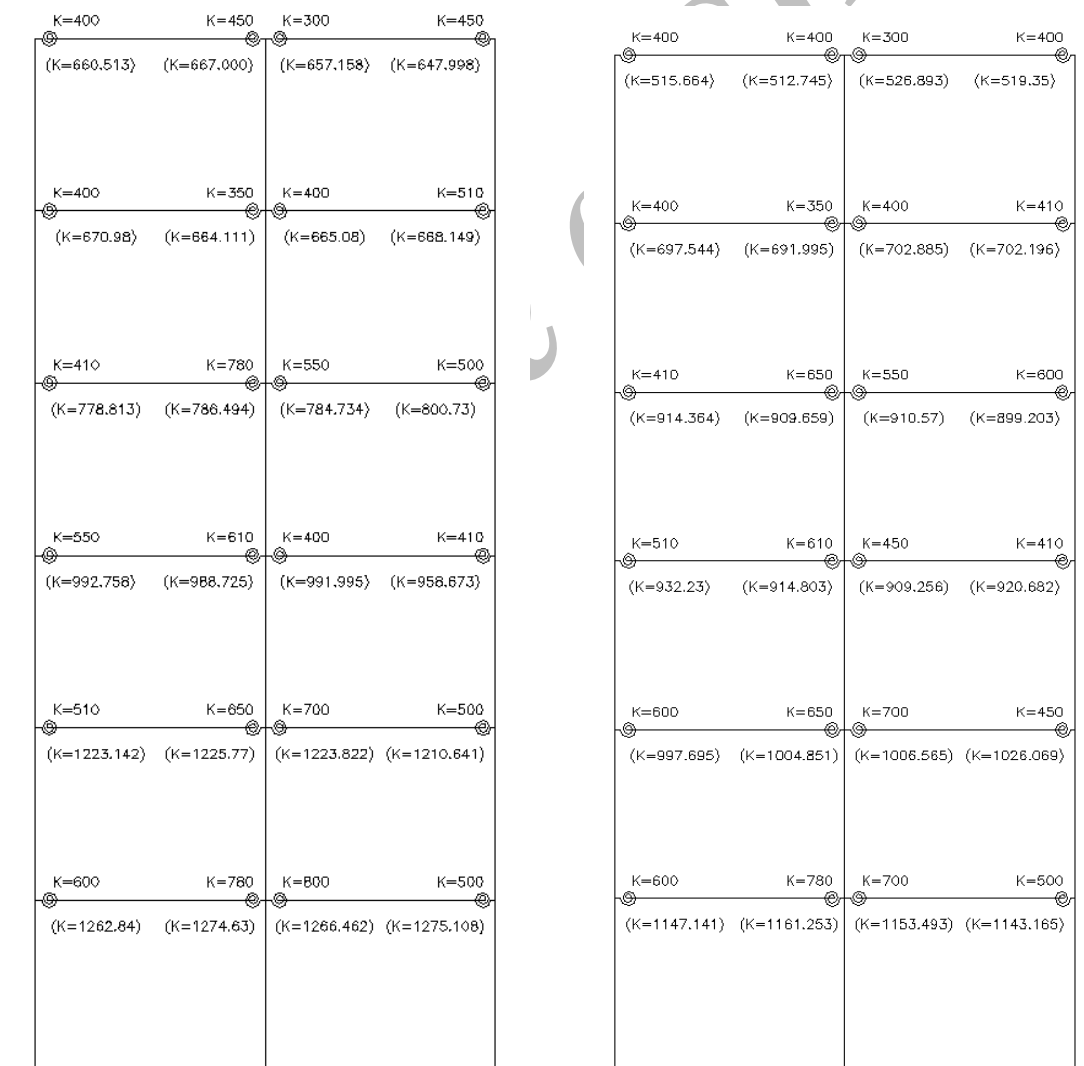 K=400 K=450 K=300 K=450
(K=660.513) (K=667.000) (K=657.158) (K=647.998)
K=400 K=350 K=400 K=510
(K=670.98) (K=664.111) (K=665.08) (K=668.149)
K=410 K=780 K=550 K=500
(K=778.813) (K=786.494) (K=784.734) (K=800.73)
K=550 K=610 K=400 K=410
(K=992.758) (K=988.725) (K=991.995) (K=958.673)
K=510 K=650 K=700 K=500
(K=1223.142) (K=1225.77) (K=1223.822) (K=1210.641)
K=600 K=780 K=800 K=500
(K=1262.84) (K=1274.63) (K=1266.462) (K=1275.108)
K=400 K=400 K=300 K=400
(K=515.664) (K=512.745) (K=526.893) (K=519.35)
K=400 K=350 K=400 K=410
(K=697.544) (K=691.995) (K=702.885) (K=702.196)
K=410 K=650 K=550 K=600
(K=914.364) (K=909.659) (K=910.57) (K=899.203)
K=510 K=610 K=450 K=410
(K=932.23) (K=914.803) (K=909.256) (K=920.682)
K=600 K=650 K=700 K=450
(K=997.695) (K=1004.851) (K=1006.565) (K=1026.069)
K=600 K=780 K=700 K=500
(K=1147.141) (K=1161.253) (K=1153.493) (K=1143.165)